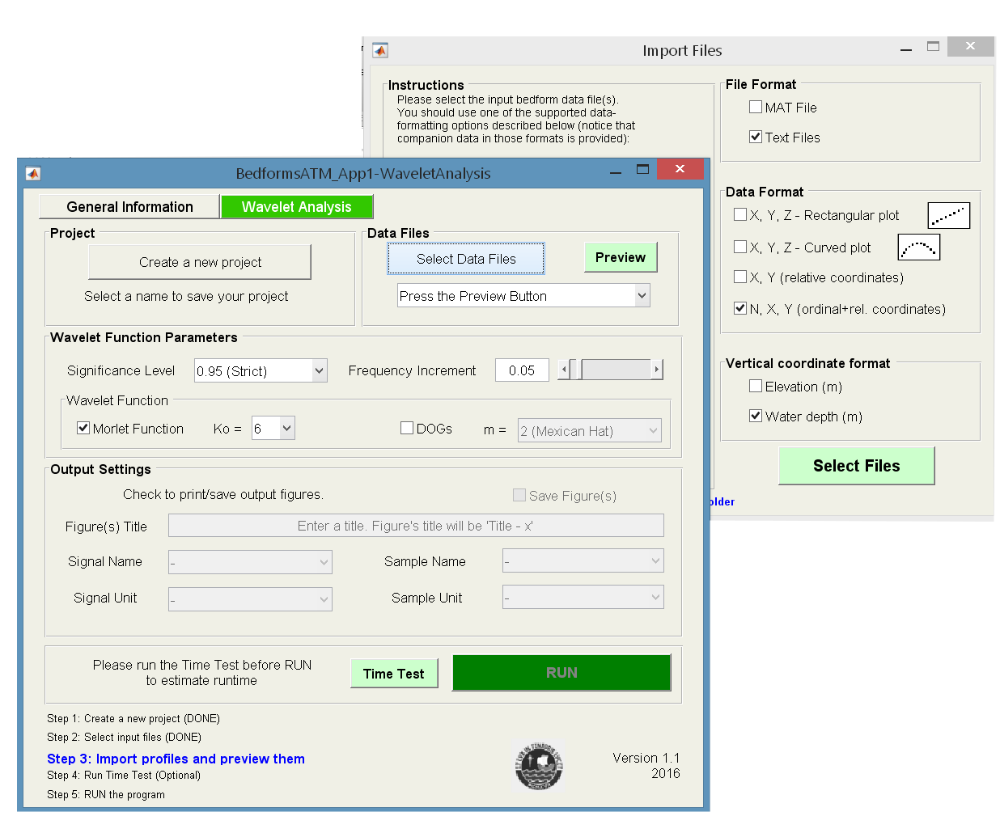 Import Files
Instructions
Please select the input bedform data file(s).
You should use one of the supported data-
formatting options described below (notice that
companion data in those formats is provided):
File Format
MAT File
Text Files
Data Format
X, Y, Z - Rectangular plot
X, Y, Z - Curved plot
X, Y (relative coordinates)
N, X, Y (ordinal+rel. coordinates)
Vertical coordinate format
Elevation (m)
Water depth (m)
Select Files
older
BedformsATM_App1-WaveletAnalysis
General Information
Wavelet Analysis
Project
Create a new project
Select a name to save your project
Data Files
Select Data Files
Preview
Press the Preview Button
Wavelet Function Parameters
Significance Level
0.95 (Strict)
Frequency Increment
0.05
Wavelet Function
Morlet Function
Ko =
6
DOGs
m =
2 (Mexican Hat)
Output Settings
Check to print/save output figures.
Save Figure(s)
Figure(s) Title
Enter a title. Figure's title will be 'Title - x'
Signal Name
-
Sample Name
-
Signal Unit
-
Sample Unit
-
Please run the Time Test before RUN
to estimate runtime
Time Test
RUN
Step 1: Create a new project (DONE)
Step 2: Select input files (DONE)
Step 3: Import profiles and preview them
Step 4: Run Time Test (Optional)
Step 5: RUN the program
Version 1.1
2016